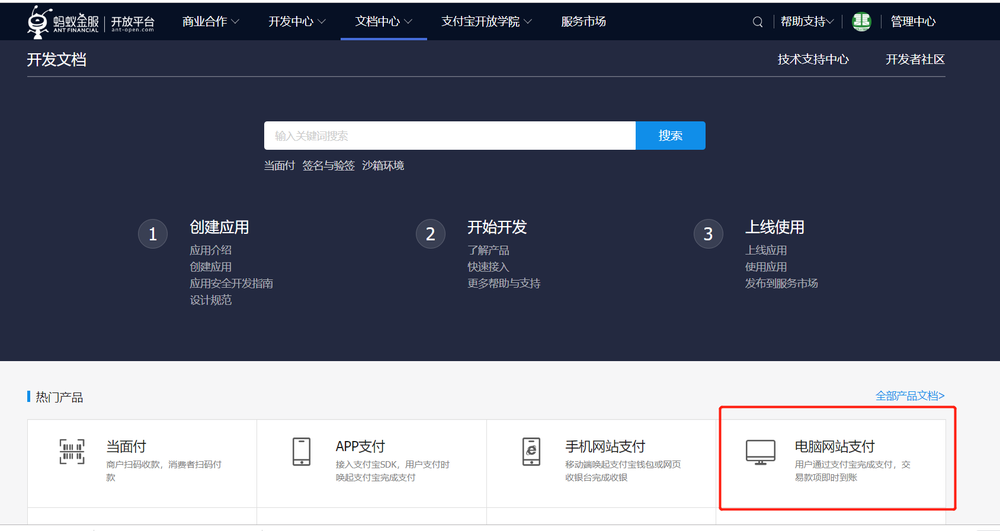 蚂蚁金服 开放平台
ANT FINANCIAL ant-open.com
商业合作 开发中心 文档中心 支付宝开放学院 服务市场 帮助支持 管理中心
开发文档 技术支持中心 开发者社区
输入关键词搜索 搜索
当面付 签名与验签 沙箱环境
1 创建应用
应用介绍
创建应用
应用安全开发指南
设计规范
2 开始开发
了解产品
快速接入
更多帮助与支持
3 上线使用
上线应用
使用应用
发布到服务市场
热门产品 全部产品文档>
当面付
商户扫码收款，消费者扫码付
款
APP支付
接入支付宝SDK，用户支付时
唤起支付宝完成支付
手机网站支付
移动端唤起支付宝钱包或网页
收银台完成收银
电脑网站支付
用户通过支付宝完成支付，交
易款项即时到账